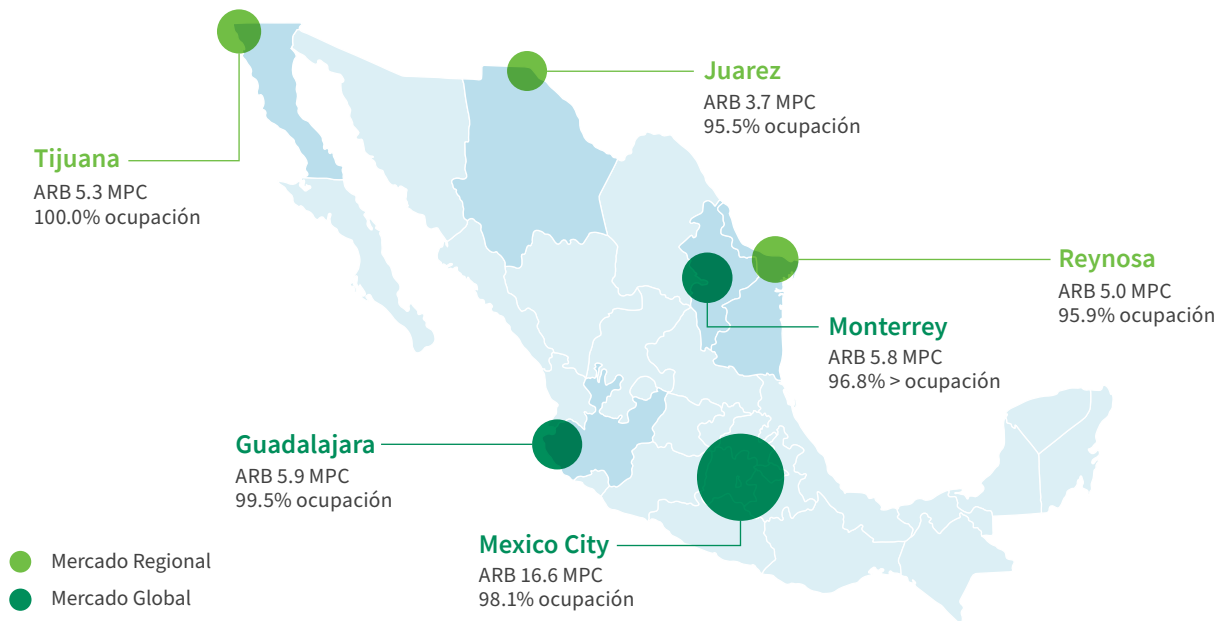 Juarez
ARB 3.7 MPC
95.5% ocupación
Tijuana
ARB 5.3 MPC
100.0% ocupación
Reynosa
ARB 5.0 MPC
95.9% ocupación
Monterrey
ARB 5.8 MPC
96.8% > ocupación
Guadalajara
ARB 5.9 MPC
99.5% ocupación
Mexico City
ARB 16.6 MPC
98.1% ocupación
Mercado Regional
Mercado Global